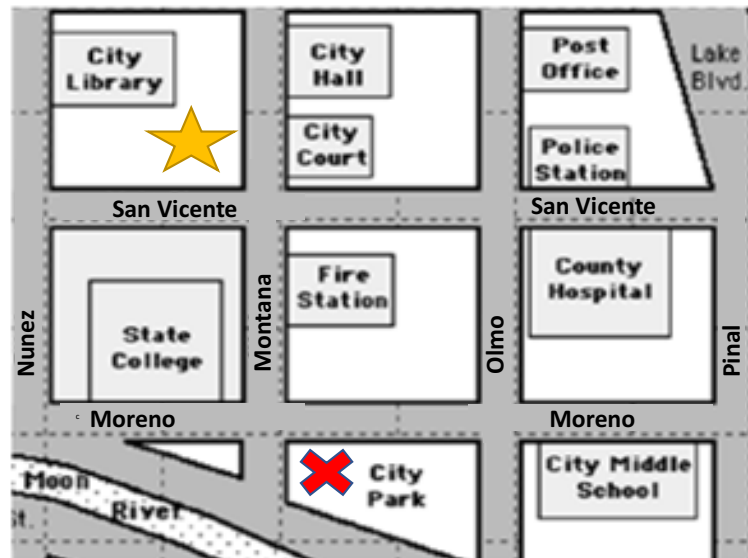 City
Library
City
Hall
Post
Office
Lake
Blvd.
City
Court
Police
Station
San Vicente
San Vicente
Nunez
State
College
Montana
Fire
Station
Olmo
County
Hospital
Pinal
c Moreno
Moreno
Moon
River
St.
City
Park
City Middle
School